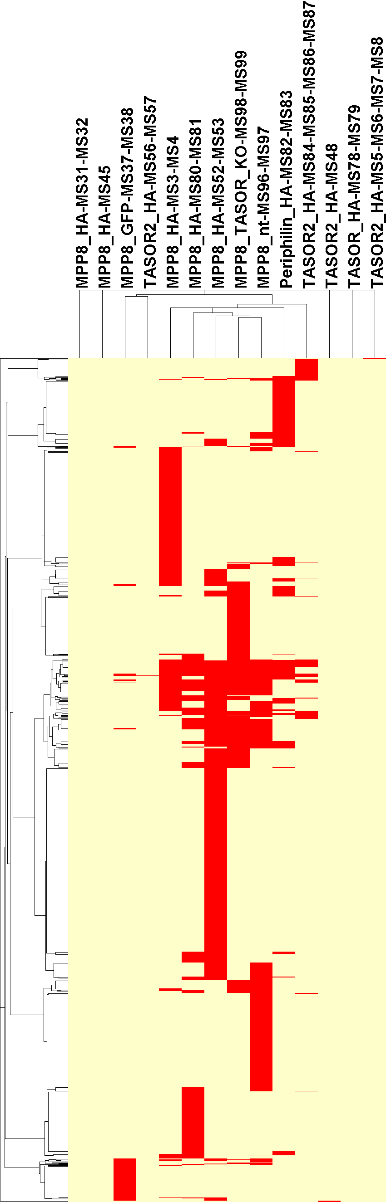 MPP8_HA-MS31-MS32
MPP8_HA-MS45
MPP8_GFP-MS37-MS38
TASOR2_HA-MS56-MS57
MPP8_HA-MS3-MS4
MPP8_HA-MS80-MS81
MPP8_HA-MS52-MS53
MPP8_TASOR_KO-MS98-MS99
MPP8_nt-MS96-MS97
Periphilin_HA-MS82-MS83
TASOR2_HA-MS84-MS85-MS86-MS87
TASOR2_HA-MS48
TASOR_HA-MS78-MS79
TASOR2_HA-MS5-MS6-MS7-MS8